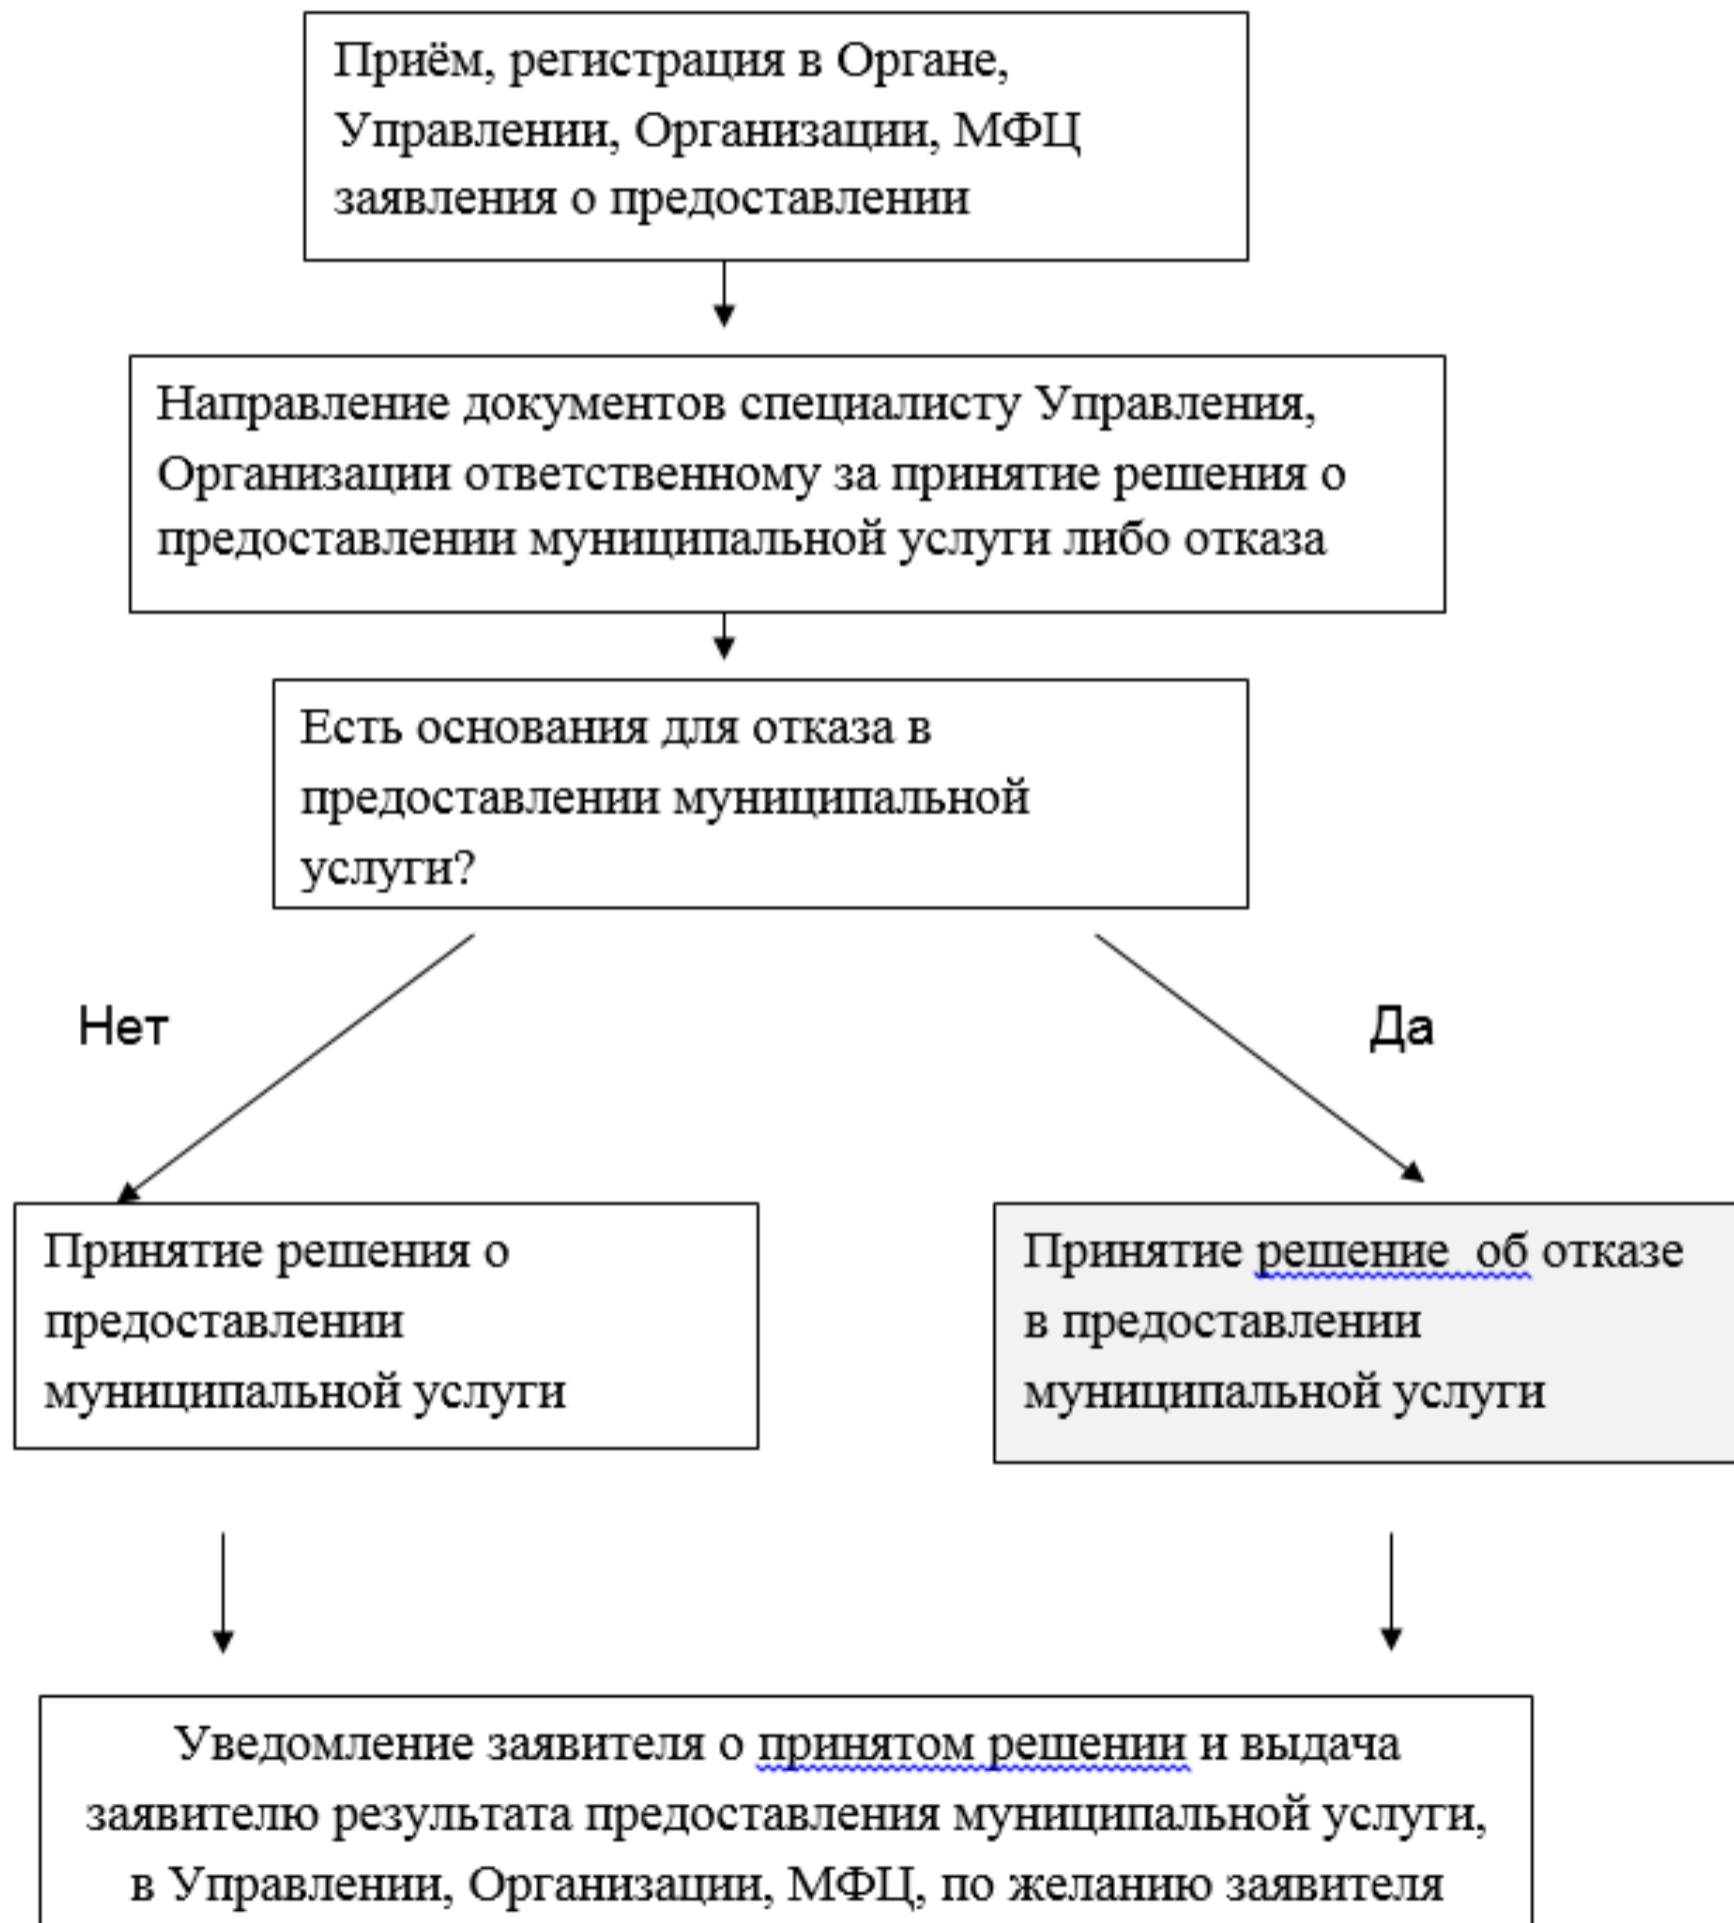 Приём, регистрация в Органе,
Управлении, Организации, МФЦ
заявления о предоставлении
Направление документов специалисту Управления,
Организации ответственному за принятие решения о
предоставлении муниципальной услуги либо отказа
Есть основания для отказа в
предоставлении муниципальной
услуги?
Нет
Да
Принятие решения о
предоставлении
муниципальной услуги
Принятие решение  об отказе
в предоставлении
муниципальной услуги
Уведомление заявителя о принятом решении и выдача
заявителю результата предоставления муниципальной услуги,
в Управлении, Организации, МФЦ, по желанию заявителя